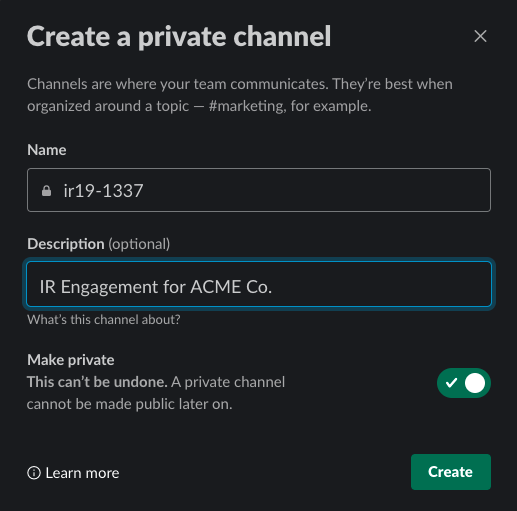 Create a private channel
Channels are where your team communicates. They’re best when
organized around a topic — #marketing, for example.
Name
ir19-1337
Description (optional)
IR Engagement for ACME Co.
What’s this channel about?
Make private
This can’t be undone. A private channel
cannot be made public later on.
Learn more
Create